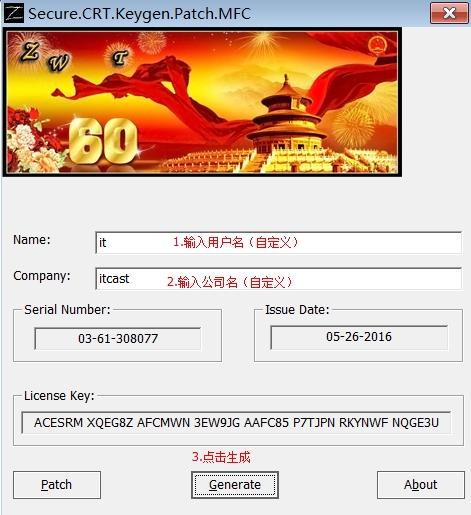 Secure.CRT.Keygen.Patch.MFC
Z W T
60
Name:
it 1.输入用户名（自定义）
Company:
itcast 2.输入公司名（自定义）
Serial Number:
03-61-308077
Issue Date:
05-26-2016
License Key:
ACESRM XQEG8Z AFCMWN 3EW9JG AAFC85 P7TJPN RKYNWF NQGE3U
3.点击生成
Patch
Generate
About